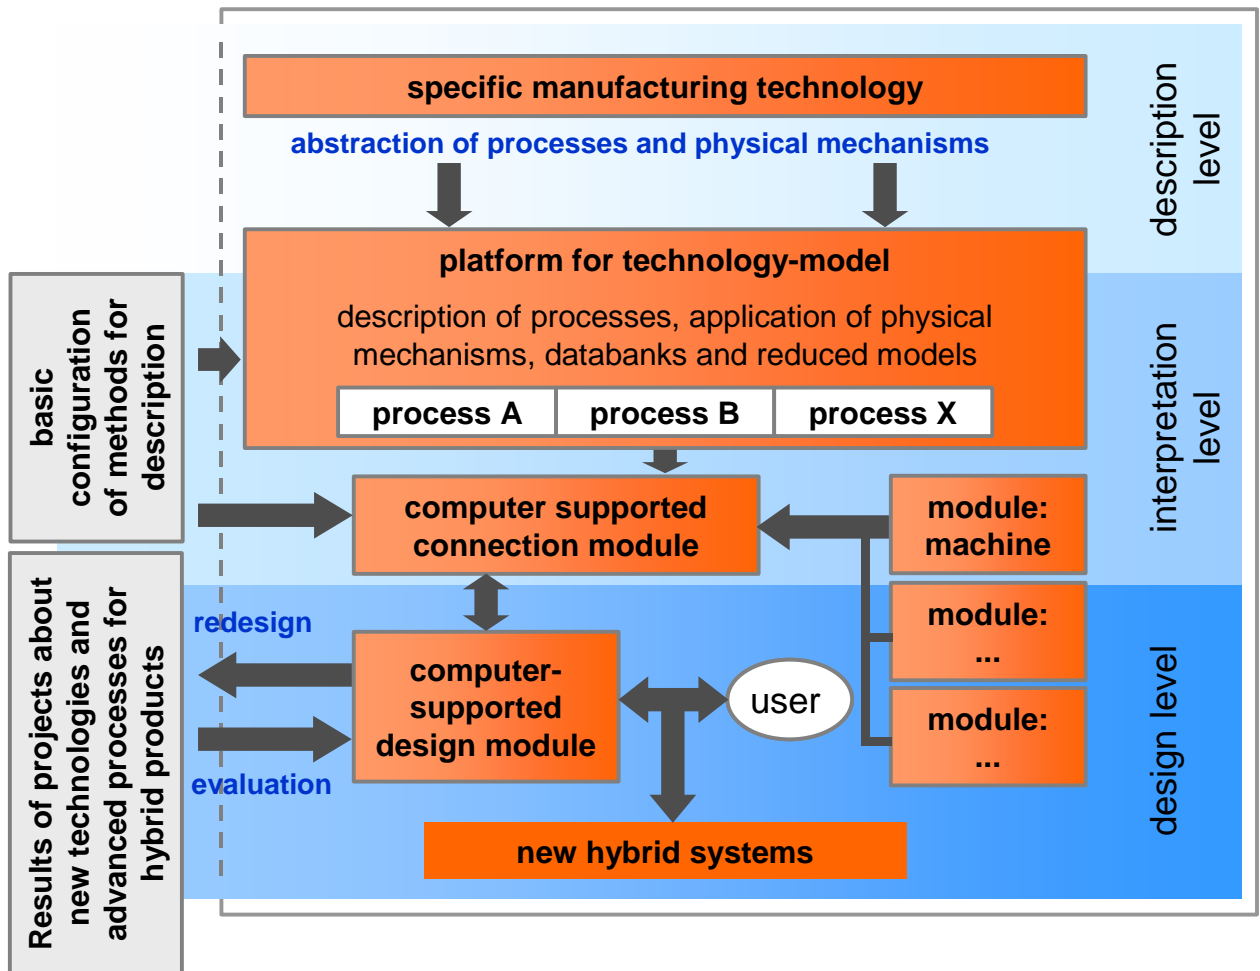 specific manufacturing technology
abstraction of processes and physical mechanisms
description
level
platform for technology-model
description of processes, application of physical
mechanisms, databanks and reduced models
process A
process B
process X
basic
configuration
of methods for
description
interpretation
level
computer supported
connection module
module:
machine
module:
...
module:
...
redesign
computer-
supported
design module
evaluation
user
design level
Results of projects about
new technologies and
advanced processes for
hybrid products
new hybrid systems